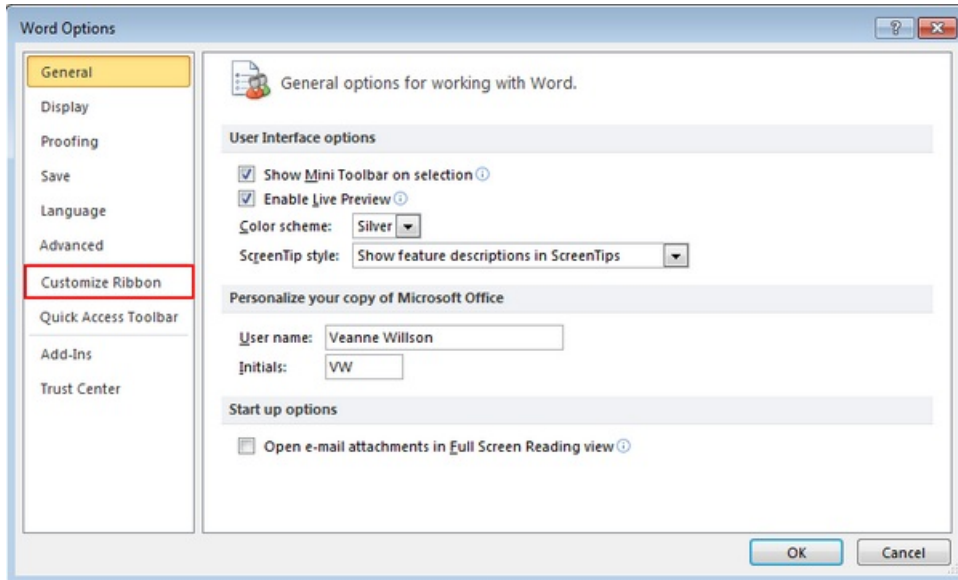 Word Options
General
Display
Proofing
Save
Language
Advanced
Customize Ribbon
Quick Access Toolbar
Add-Ins
Trust Center
General options for working with Word.
User Interface options
Show Mini Toolbar on selection
Enable Live Preview
Color scheme: Silver
ScreenTip style: Show feature descriptions in ScreenTips
Personalize your copy of Microsoft Office
User name: Veanne Willson
Initials: VW
Start up options
Open e-mail attachments in Full Screen Reading view
OK Cancel